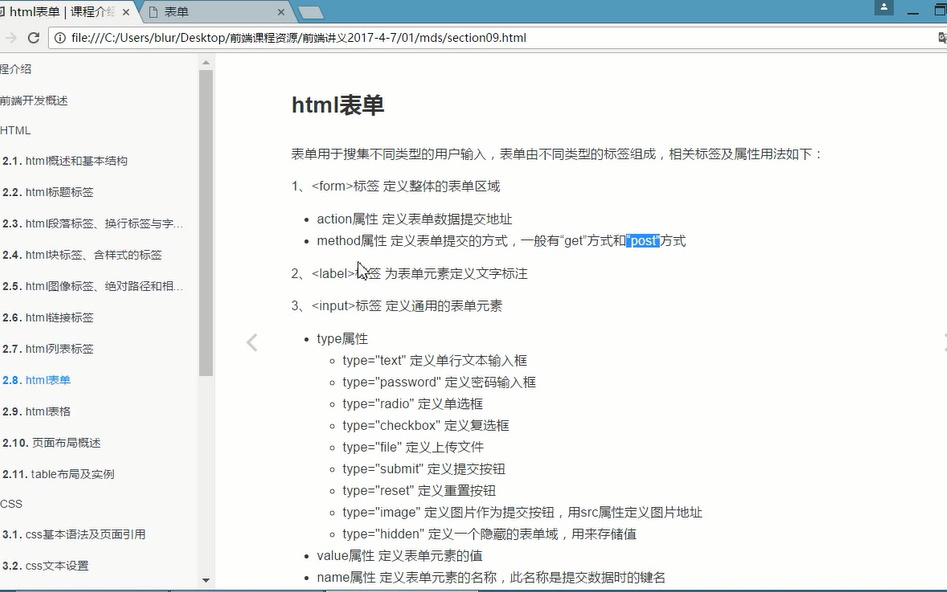 html表单 | 课程介绍
表单
file:///C:/Users/blur/Desktop/前端课程资源/前端讲义2017-4-7/01/mds/section09.html
程介绍
前端开发概述
HTML
2.1. html概述和基本结构
2.2. html标题标签
2.3. html段落标签、换行标签与字...
2.4. html块标签、含样式的标签
2.5. html图像标签、绝对路径和相...
2.6. html链接标签
2.7. html列表标签
2.8. html表单
2.9. html表格
2.10. 页面布局概述
2.11. table布局及实例
CSS
3.1. css基本语法及页面引用
3.2. css文本设置
html表单
表单用于搜集不同类型的用户输入，表单由不同类型的标签组成，相关标签及属性用法如下：
1、<form>标签 定义整体的表单区域
• action属性 定义表单数据提交地址
• method属性 定义表单提交的方式，一般有“get”方式和“post”方式
2、<label>标签 为表单元素定义文字标注
3、<input>标签 定义通用的表单元素
• type属性
◦ type="text" 定义单行文本输入框
◦ type="password" 定义密码输入框
◦ type="radio" 定义单选框
◦ type="checkbox" 定义复选框
◦ type="file" 定义上传文件
◦ type="submit" 定义提交按钮
◦ type="reset" 定义重置按钮
◦ type="image" 定义图片作为提交按钮，用src属性定义图片地址
◦ type="hidden" 定义一个隐藏的表单域，用来存储值
• value属性 定义表单元素的值
• name属性 定义表单元素的名称，此名称是提交数据时的键名